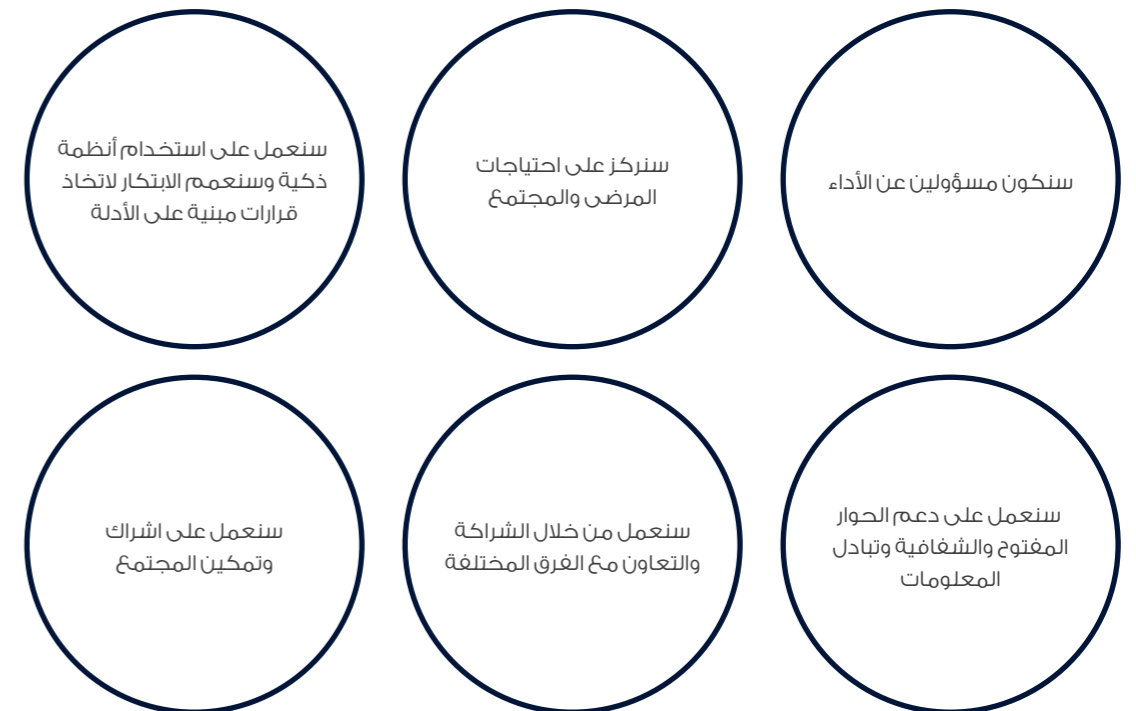 سنكون مسؤولين عن الأداء
سنركز على احتياجات
المرضى والمجتمع
سنعمل على استخدام أنظمة
ذكية وسنعمم الابتكار لاتخاذ
قرارات مبنية على الأدلة
سنعمل على دعم الحوار
المفتوح والشفافية وتبادل
المعلومات
سنعمل من خلال الشراكة
والتعاون مع الفرق المختلفة
سنعمل على اشراك
وتمكين المجتمع